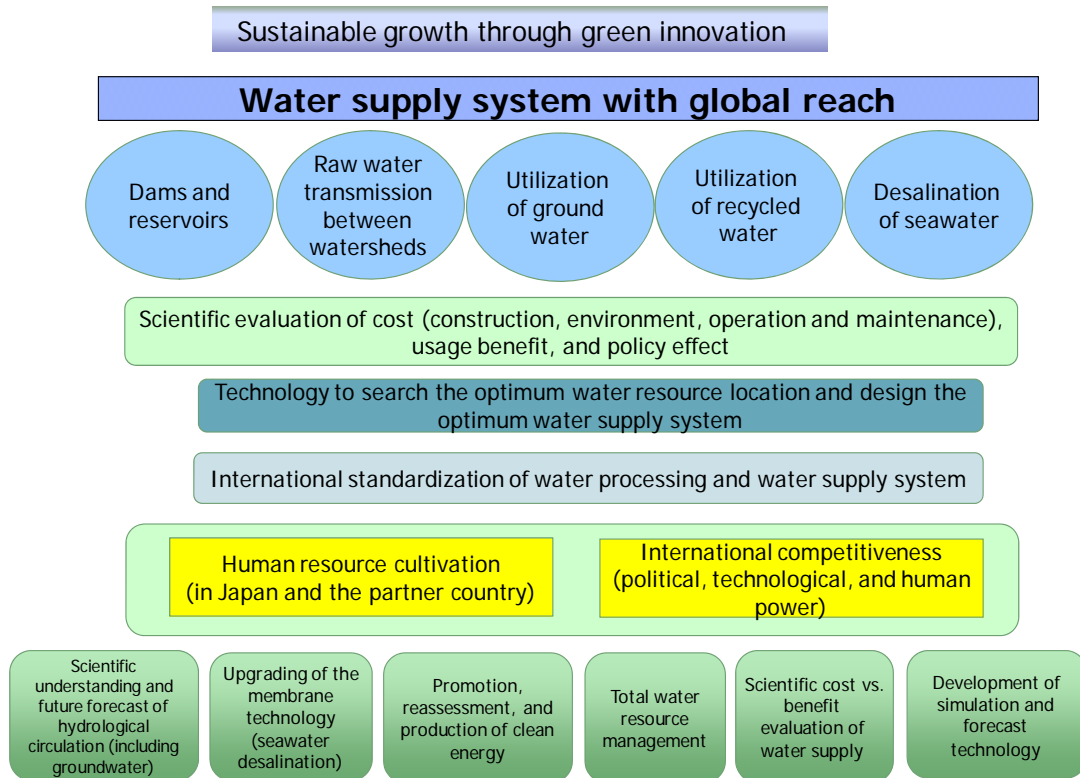 Sustainable growth through green innovation
Water supply system with global reach
Dams and
reservoirs
Raw water
transmission
between
watersheds
Utilization
of ground
water
Utilization
of recycled
water
Desalination
of seawater
Scientific evaluation of cost (construction, environment, operation and maintenance),
usage benefit, and policy effect
Technology to search the optimum water resource location and design the
optimum water supply system
International standardization of water processing and water supply system
Human resource cultivation
(in Japan and the partner country)
International competitiveness
(political, technological, and human
power)
Scientific
understanding and
future forecast of
hydrological
circulation (including
groundwater)
Upgrading of the
membrane
technology
(seawater
desalination)
Promotion,
reassessment, and
production of clean
energy
Total water
resource
management
Scientific cost vs.
benefit
evaluation of
water supply
Development of
simulation and
forecast
technology